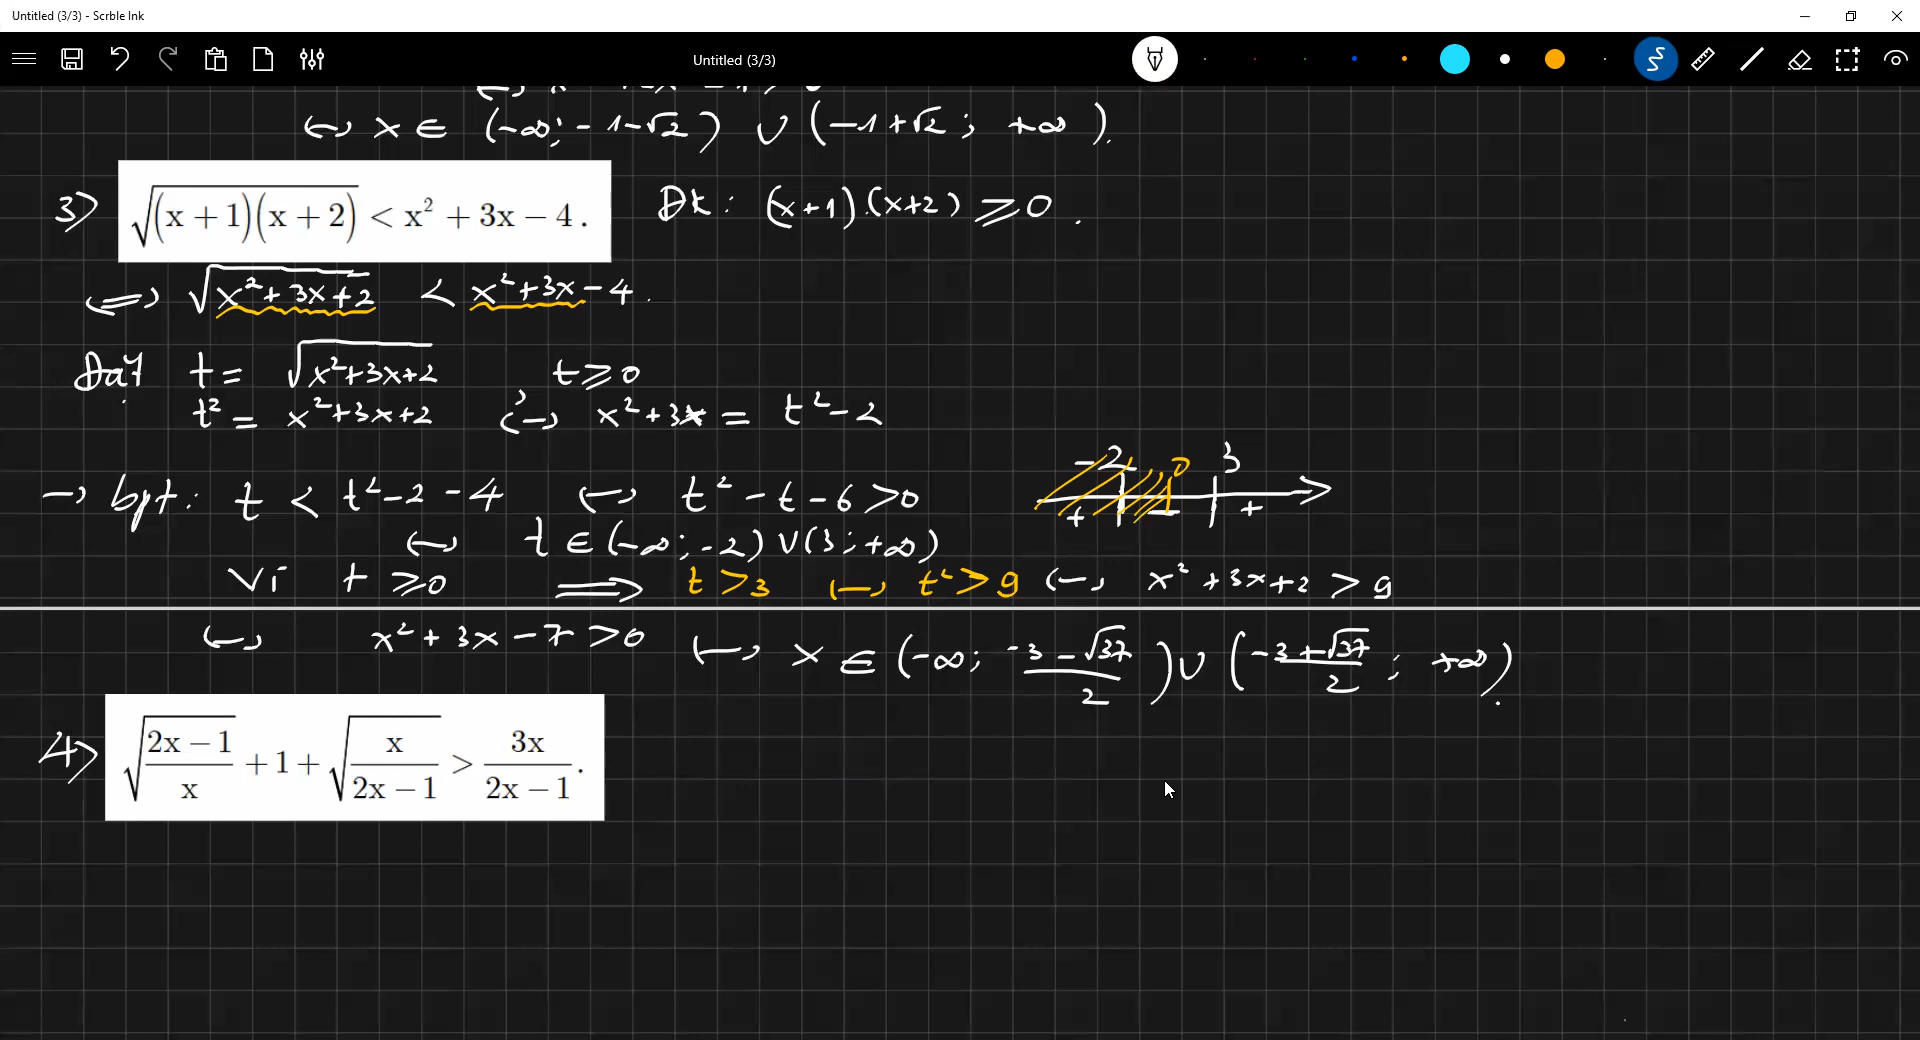 Untitled (3/3) - Scrble Ink
Untitled (3/3)
↔ x ∈ (-∞; -1-√2) ∪ (-1+√2; +∞).
3) √((x + 1)(x + 2)) < x² + 3x − 4. Đk: (x+1).(x+2) ⩾ 0.
⟺ √(x²+3x+2) < x²+3x-4.
Đặt t = √(x²+3x+2) t ⩾ 0
t² = x²+3x+2 ↔ x²+3x = t²-2
-2 0 3
→ bpt: t < t²-2-4 ↔ t²-t-6 >0
+ - +
↔ t ∈ (-∞; -2) ∪ (3; +∞)
Vì t ⩾ 0 ⟹ t >3 ↔ t² > 9 ↔ x²+3x+2 > 9
↔ x²+3x-7 >0 ↔ x ∈ (-∞; (-3-√37)/2) ∪ ((-3+√37)/2; +∞).
4) √((2x − 1)/x) + 1 + √(x/(2x − 1)) > 3x/(2x − 1).